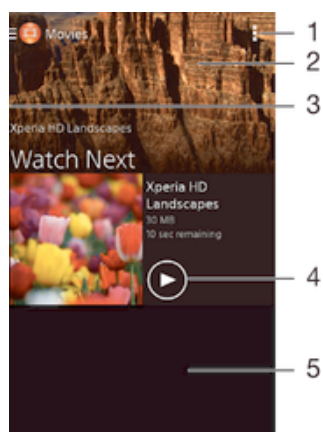 Movies
1
2
3
Xperia HD Landscapes
Watch Next
Xperia HD
Landscapes
30 MB
10 sec remaining
4
5